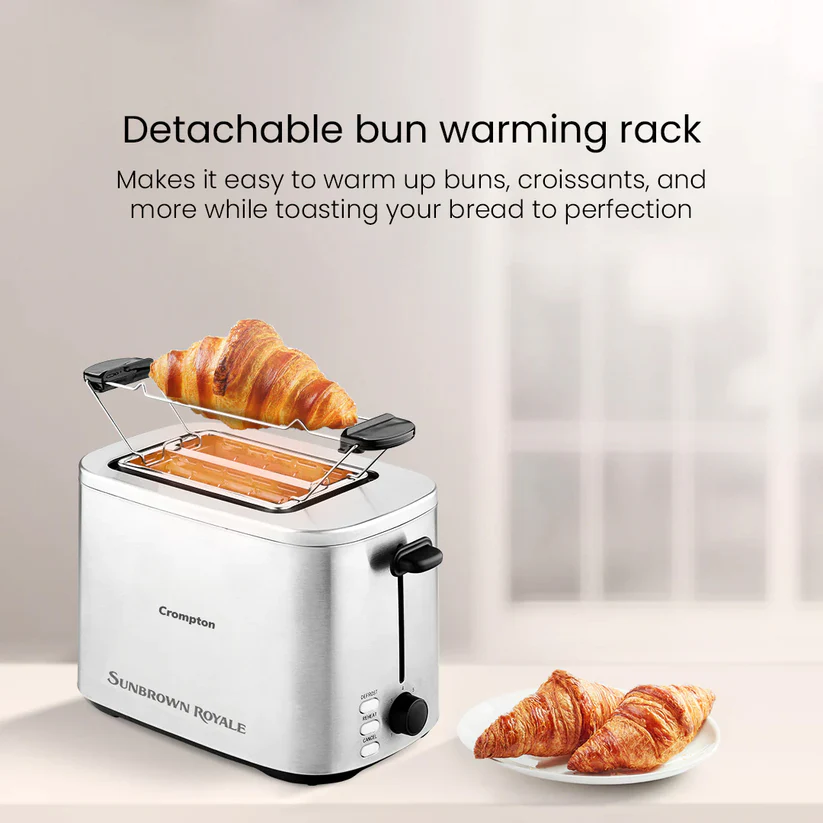 Detachable bun warming rack
Makes it easy to warm up buns, croissants, and
more while toasting your bread to perfection
Crompton
SUNBROWN ROYALE
DEFROST
REHEAT
CANCEL